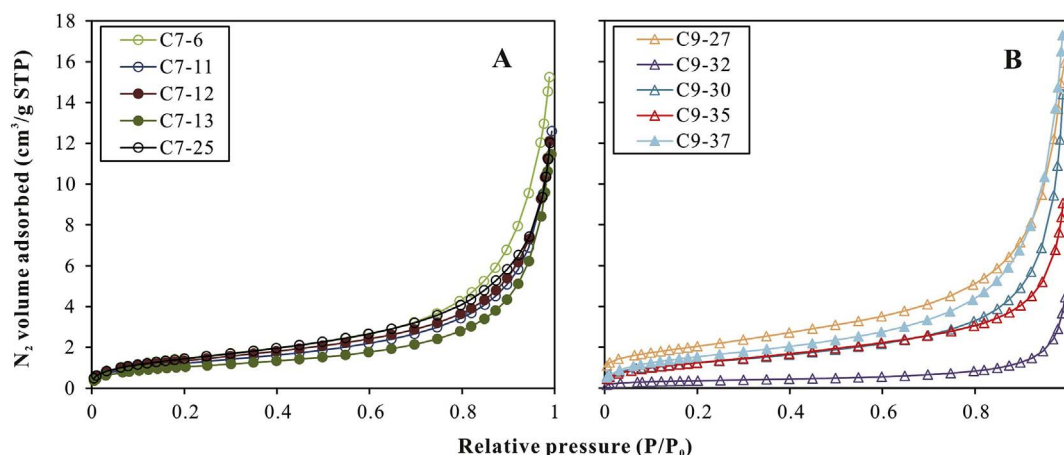 N₂ volume adsorbed (cm³/g STP)
18
16
14
12
10
8
6
4
2
0
C7-6
C7-11
C7-12
C7-13
C7-25
A
0 0.2 0.4 0.6 0.8 1
C9-27
C9-32
C9-30
C9-35
C9-37
B
0 0.2 0.4 0.6 0.8
Relative pressure (P/P₀)